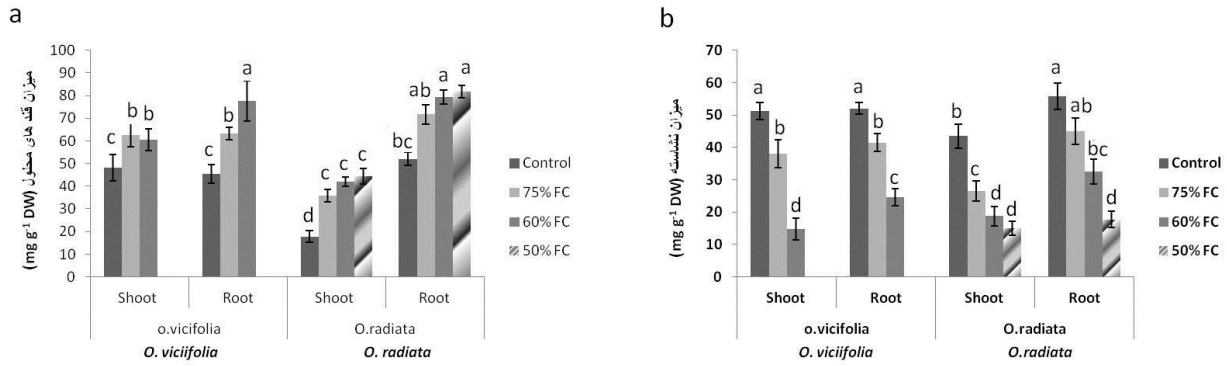 a
میزان قندهای محلول (mg g-1 DW)
100
90
80
70
60
50
40
30
20
10
0
c b b
c b a
d c c c
bc ab a a
Shoot Root Shoot Root
o.vicifolia O.radiata
O. viciifolia O. radiata
Control
75% FC
60% FC
50% FC
b
میزان نشاسته (mg g-1 DW)
70
60
50
40
30
20
10
0
a b d
a b c
b c d d
a ab bc d
Shoot Root Shoot Root
o.vicifolia O.radiata
O. viciifolia O.radiata
Control
75% FC
60% FC
50% FC